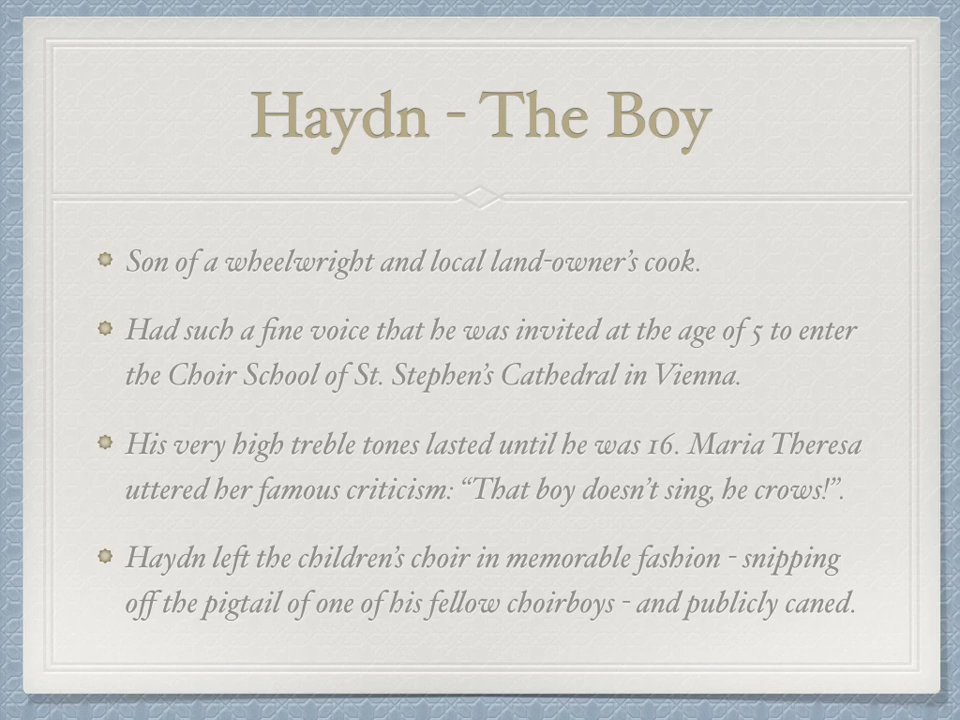 Haydn - The Boy
Son of a wheelwright and local land-owner’s cook.
Had such a fine voice that he was invited at the age of 5 to enter
the Choir School of St. Stephen’s Cathedral in Vienna.
His very high treble tones lasted until he was 16. Maria Theresa
uttered her famous criticism: “That boy doesn’t sing, he crows!”.
Haydn left the children’s choir in memorable fashion - snipping
off the pigtail of one of his fellow choirboys - and publicly caned.